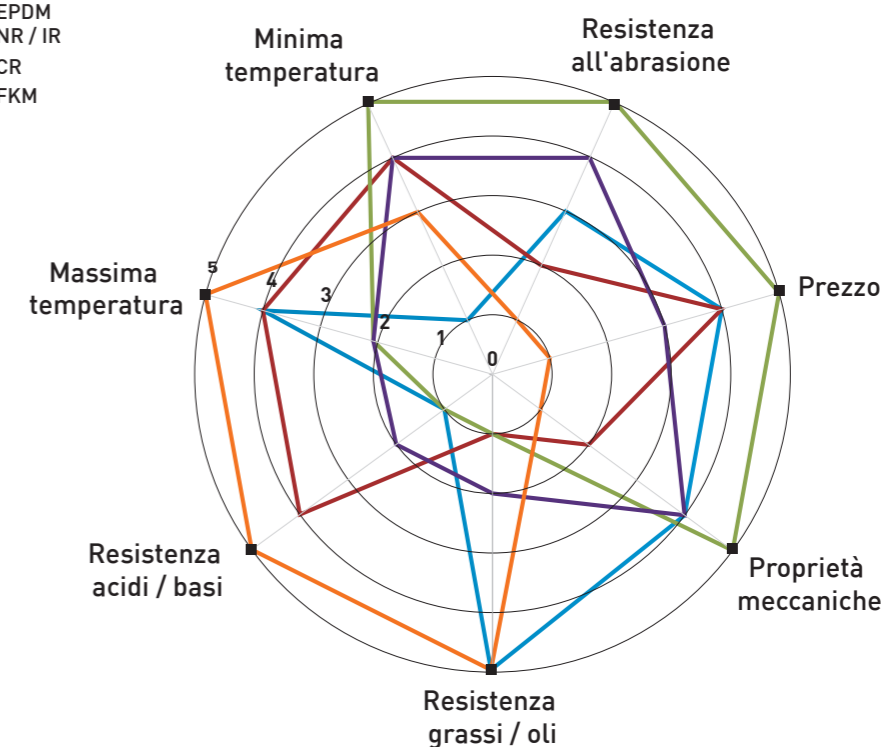 EPDM
NR / IR
CR
FKM
Minima
temperatura
Resistenza
all'abrasione
Massima
temperatura
5
4
3
2
1
0
Prezzo
Resistenza
acidi / basi
Proprietà
meccaniche
Resistenza
grassi / oli